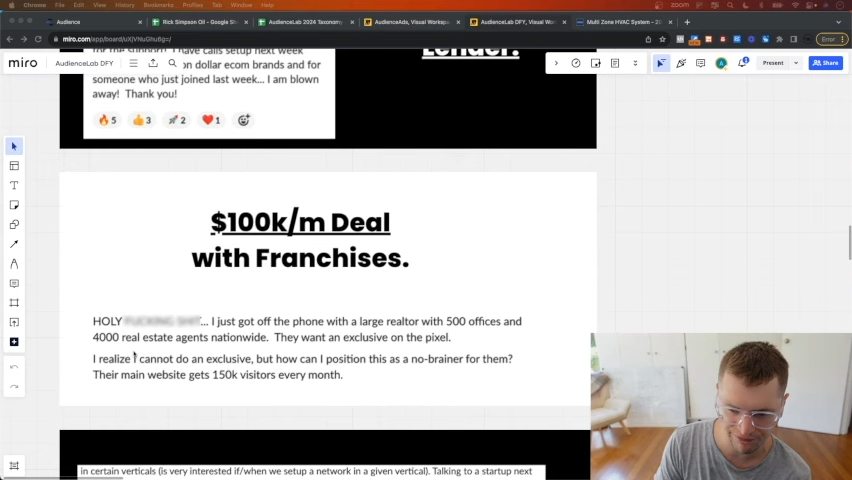 Chrome File Edit View History Bookmarks Profiles Tab Window Help
zoom
Audience
Rick Simpson Oil - Google Sh
AudienceLab 2024 Taxonomy
AudienceAds, Visual Workspa
AudienceLab DFY, Visual Work
Multi Zone HVAC System - 20
miro.com/app/board/uXjVNuGhu8g=/
Error
miro
AudienceLab DFY
A
1
Present
Share
for the support! I have calls setup next week
on dollar ecom brands and for
someone who just joined last week... I am blown
away! Thank you!
5
3
2
1
Lender?
$100k/m Deal
with Franchises.
HOLY FUCKING SHIT... I just got off the phone with a large realtor with 500 offices and
4000 real estate agents nationwide. They want an exclusive on the pixel.
I realize I cannot do an exclusive, but how can I position this as a no-brainer for them?
Their main website gets 150k visitors every month.
in certain verticals (is very interested if/when we setup a network in a given vertical). Talking to a startup next